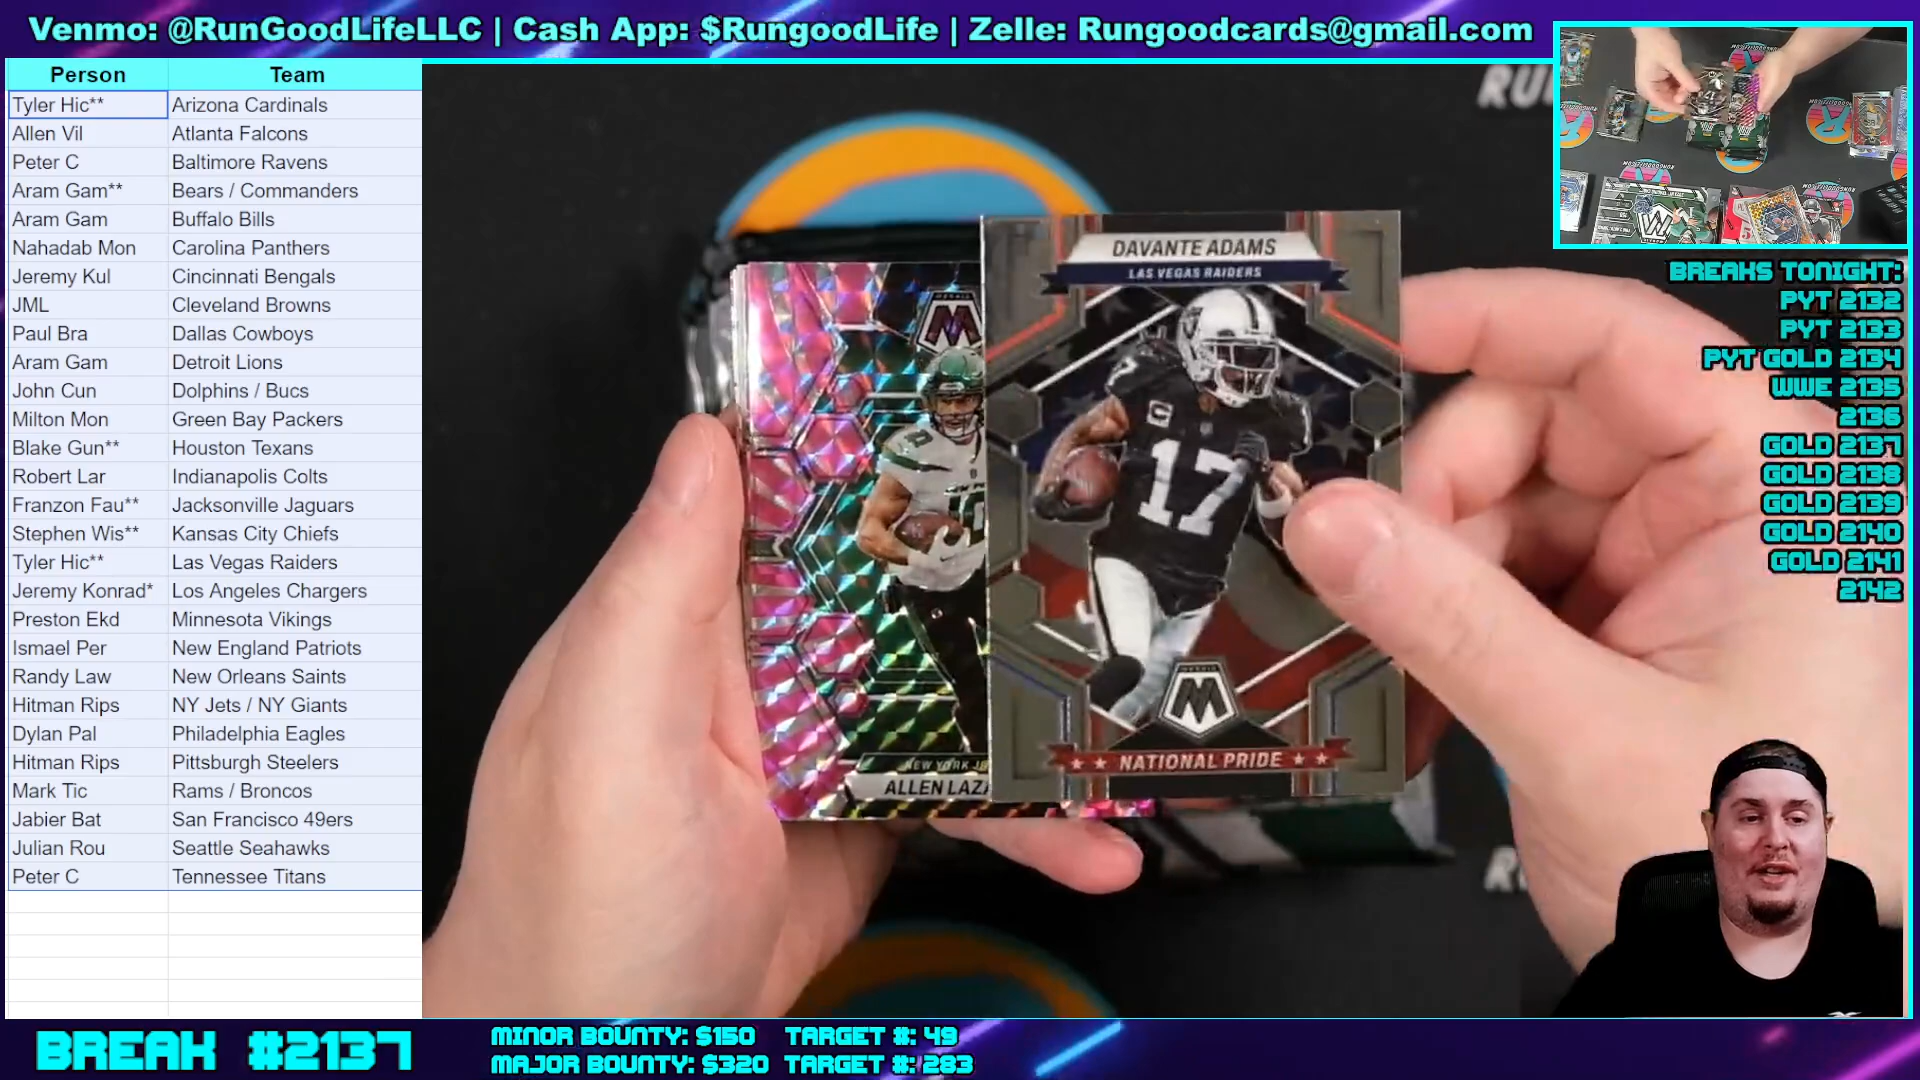 Venmo: @RunGoodLifeLLC | Cash App: $RungoodLife | Zelle: Rungoodcards@gmail.com
Person Team
Tyler Hic** Arizona Cardinals
Allen Vil Atlanta Falcons
Peter C Baltimore Ravens
Aram Gam** Bears / Commanders
Aram Gam Buffalo Bills
Nahadab Mon Carolina Panthers
Jeremy Kul Cincinnati Bengals
JML Cleveland Browns
Paul Bra Dallas Cowboys
Aram Gam Detroit Lions
John Cun Dolphins / Bucs
Milton Mon Green Bay Packers
Blake Gun** Houston Texans
Robert Lar Indianapolis Colts
Franzon Fau** Jacksonville Jaguars
Stephen Wis** Kansas City Chiefs
Tyler Hic** Las Vegas Raiders
Jeremy Konrad* Los Angeles Chargers
Preston Ekd Minnesota Vikings
Ismael Per New England Patriots
Randy Law New Orleans Saints
Hitman Rips NY Jets / NY Giants
Dylan Pal Philadelphia Eagles
Hitman Rips Pittsburgh Steelers
Mark Tic Rams / Broncos
Jabier Bat San Francisco 49ers
Julian Rou Seattle Seahawks
Peter C Tennessee Titans
DAVANTE ADAMS
LAS VEGAS RAIDERS
C
17
17
MOSAIC
M
★ ★ NATIONAL PRIDE ★ ★
MOSAIC
M
10
NEW YORK
ALLEN
BREAKS TONIGHT:
PYT 2132
PYT 2133
PYT GOLD 2134
WWE 2135
2136
GOLD 2137
GOLD 2138
GOLD 2139
GOLD 2140
GOLD 2141
2142
BREAK #2137
MINOR BOUNTY: $150 TARGET #: 49
MAJOR BOUNTY: $320 TARGET #: 283